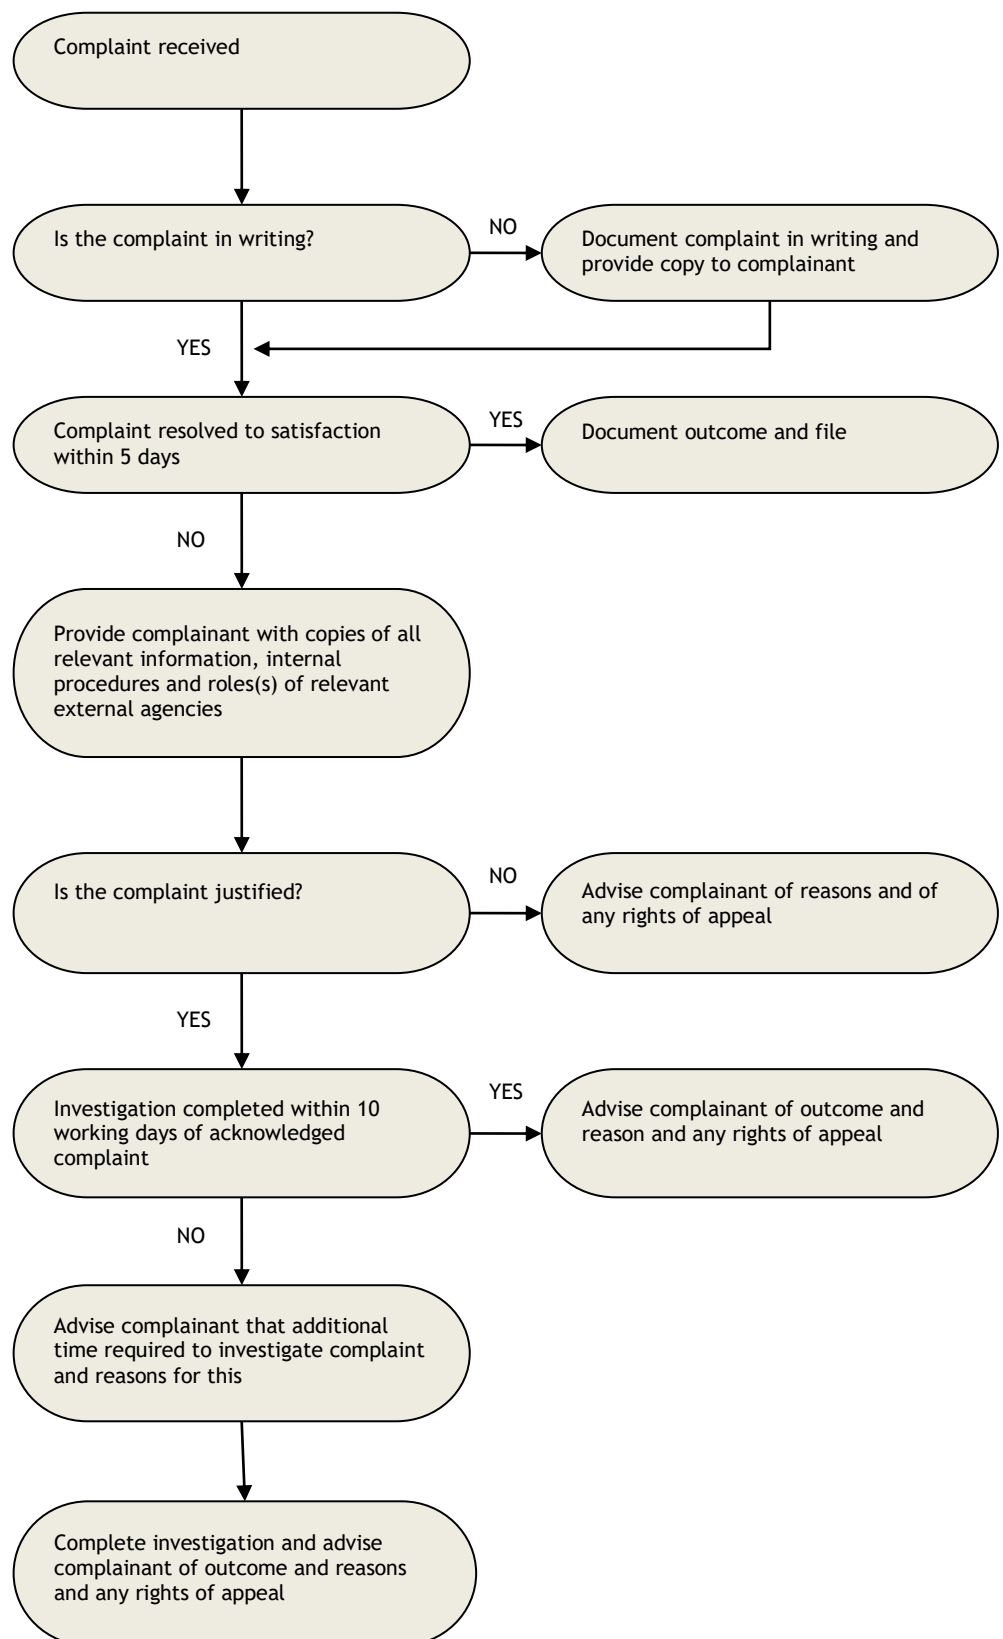 Complaint received
Is the complaint in writing?
NO
Document complaint in writing and
provide copy to complainant
YES
Complaint resolved to satisfaction
within 5 days
YES
Document outcome and file
NO
Provide complainant with copies of all
relevant information, internal
procedures and roles(s) of relevant
external agencies
Is the complaint justified?
NO
Advise complainant of reasons and of
any rights of appeal
YES
Investigation completed within 10
working days of acknowledged
complaint
YES
Advise complainant of outcome and
reason and any rights of appeal
NO
Advise complainant that additional
time required to investigate complaint
and reasons for this
Complete investigation and advise
complainant of outcome and reasons
and any rights of appeal